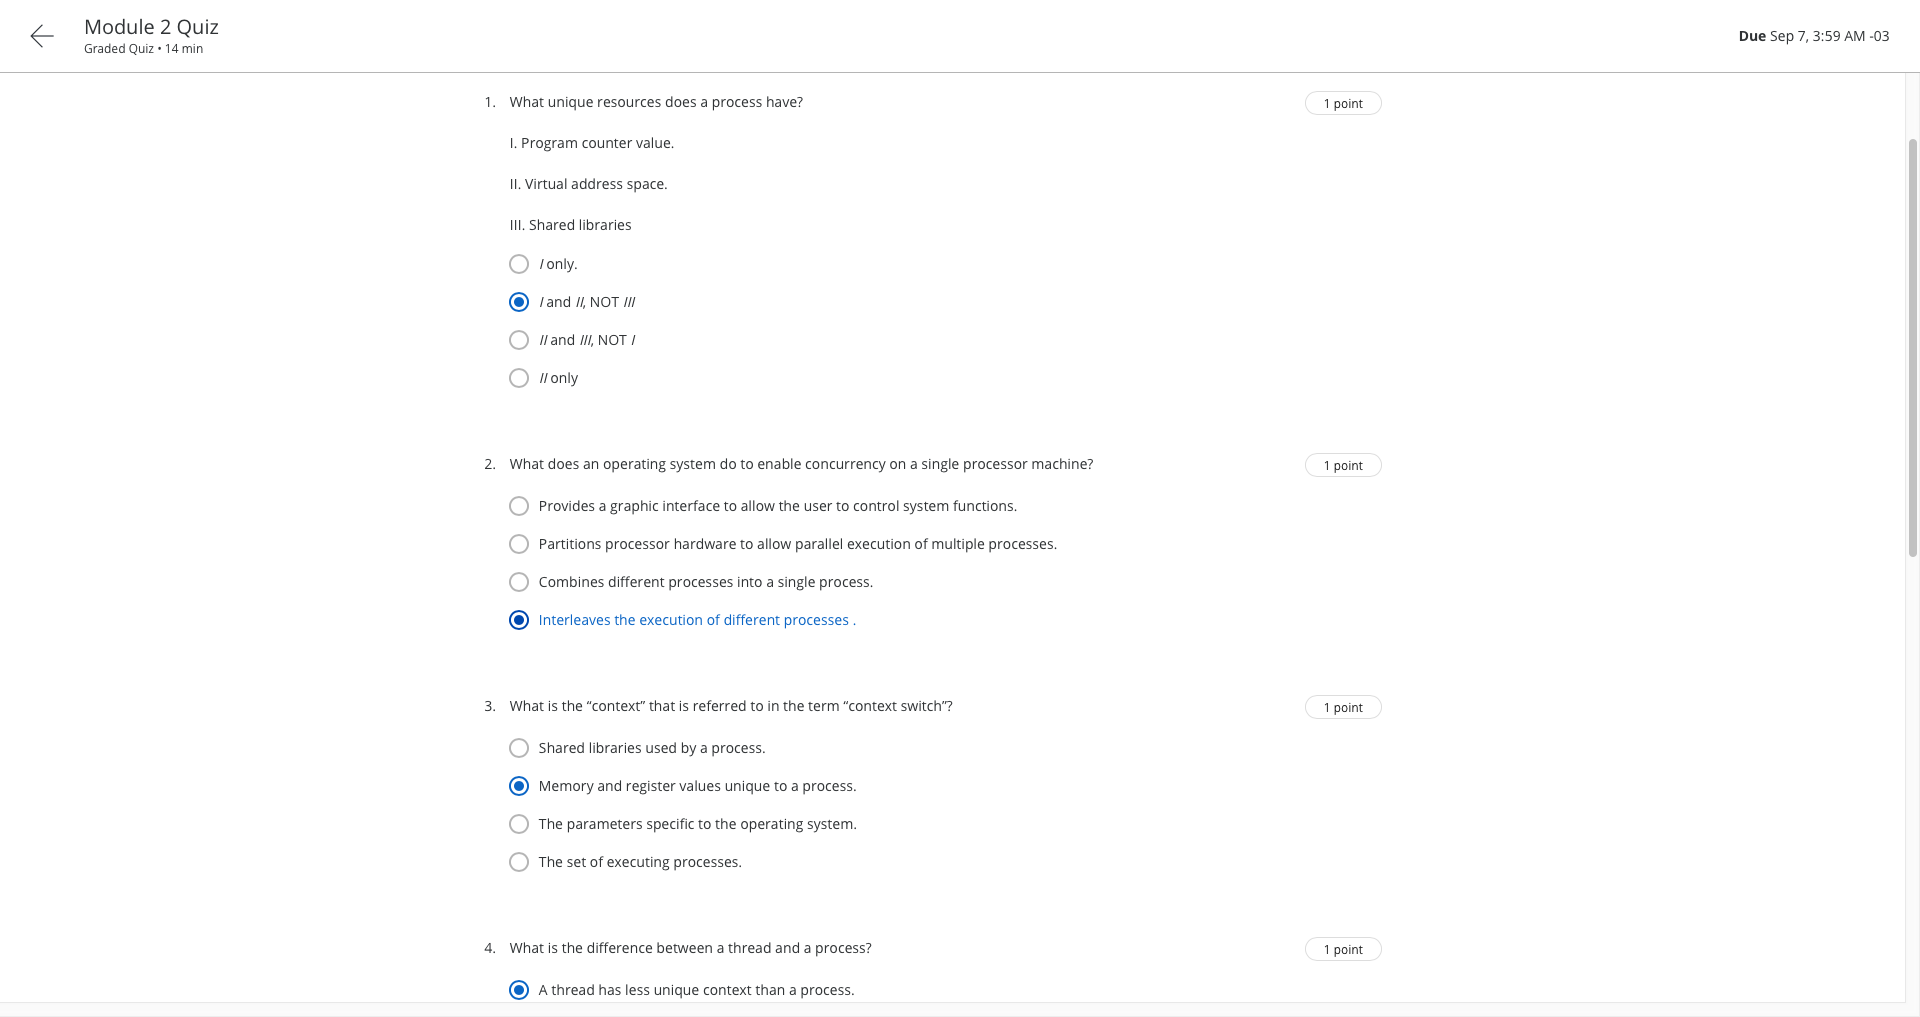 Module 2 Quiz
Graded Quiz • 14 min
Due Sep 7, 3:59 AM -03
1. What unique resources does a process have?
1 point
I. Program counter value.
II. Virtual address space.
III. Shared libraries
I only.
I and II, NOT III
II and III, NOT I
II only
2. What does an operating system do to enable concurrency on a single processor machine?
1 point
Provides a graphic interface to allow the user to control system functions.
Partitions processor hardware to allow parallel execution of multiple processes.
Combines different processes into a single process.
Interleaves the execution of different processes .
3. What is the “context” that is referred to in the term “context switch”?
1 point
Shared libraries used by a process.
Memory and register values unique to a process.
The parameters specific to the operating system.
The set of executing processes.
4. What is the difference between a thread and a process?
1 point
A thread has less unique context than a process.